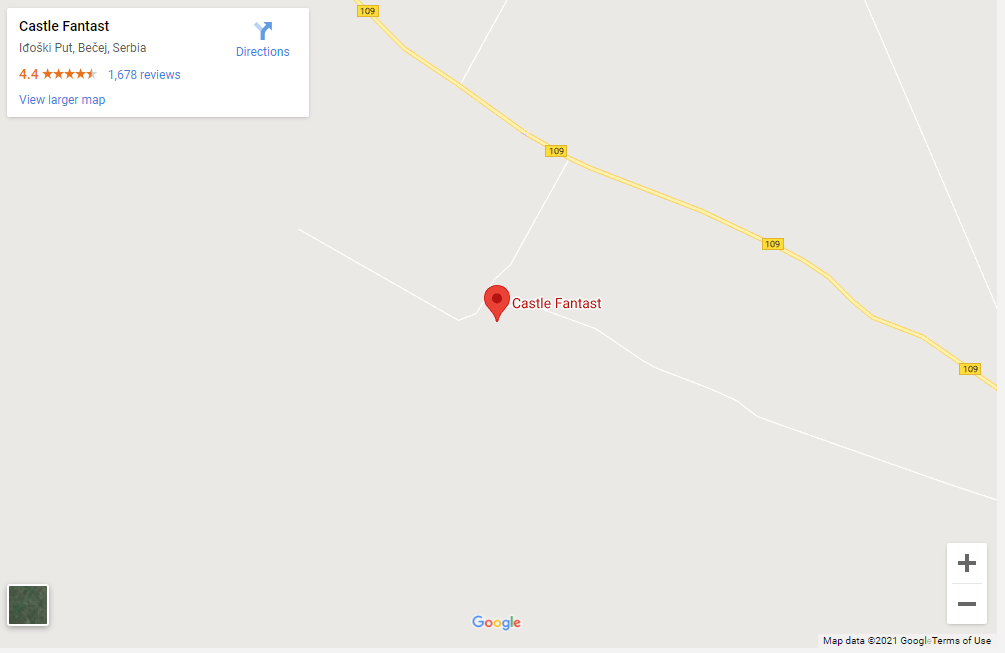 109
Castle Fantast
Iđoški Put, Bečej, Serbia
Directions
4.4
1,678 reviews
View larger map
109
109
Castle Fantast
109
Google
Map data ©2021 Google
Terms of Use